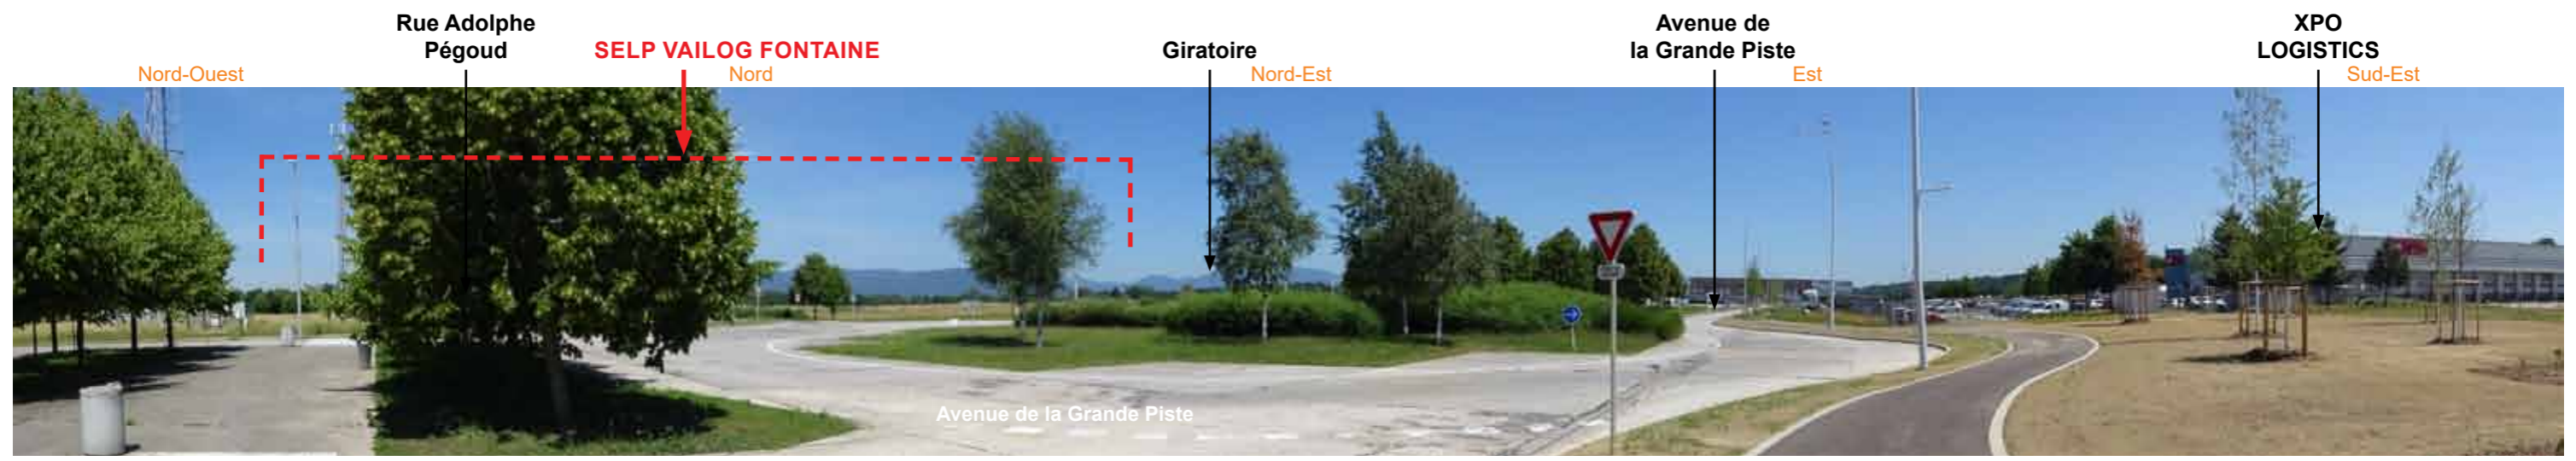 Rue Adolphe
Pégoud
SELP VAILOG FONTAINE
Giratoire
Avenue de
la Grande Piste
XPO
LOGISTICS
Nord-Ouest
Nord
Nord-Est
Est
Sud-Est
Avenue de la Grande Piste